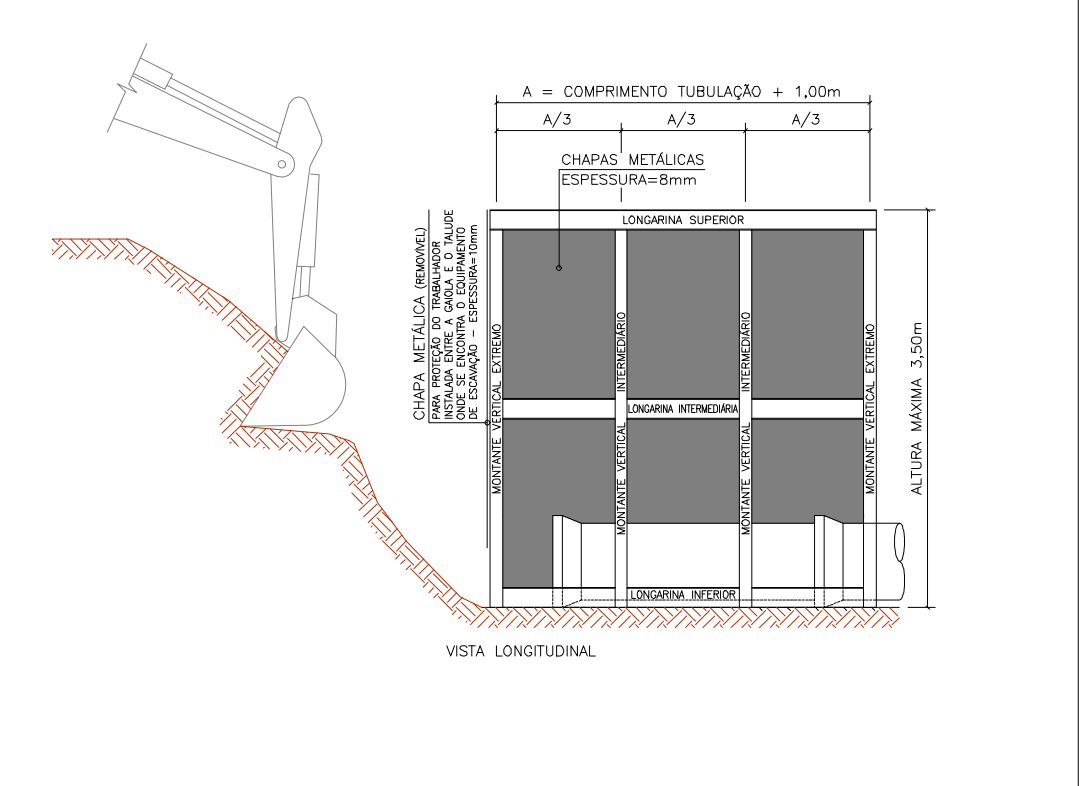 A = COMPRIMENTO TUBULAÇÃO + 1,00m
A/3
A/3
A/3
CHAPAS METÁLICAS
ESPESSURA=8mm
LONGARINA SUPERIOR
CHAPA METÁLICA (REMOVÍVEL)
PARA PROTEÇÃO DO TRABALHADOR
INSTALADA ENTRE A GAIOLA E O TALUDE
ONDE SE ENCONTRA O EQUIPAMENTO
DE ESCAVAÇÃO - ESPESSURA=10mm
MONTANTE VERTICAL EXTREMO
MONTANTE VERTICAL INTERMEDIÁRIO
MONTANTE VERTICAL INTERMEDIÁRIO
MONTANTE VERTICAL EXTREMO
LONGARINA INTERMEDIÁRIA
ALTURA MÁXIMA 3,50m
LONGARINA INFERIOR
VISTA LONGITUDINAL